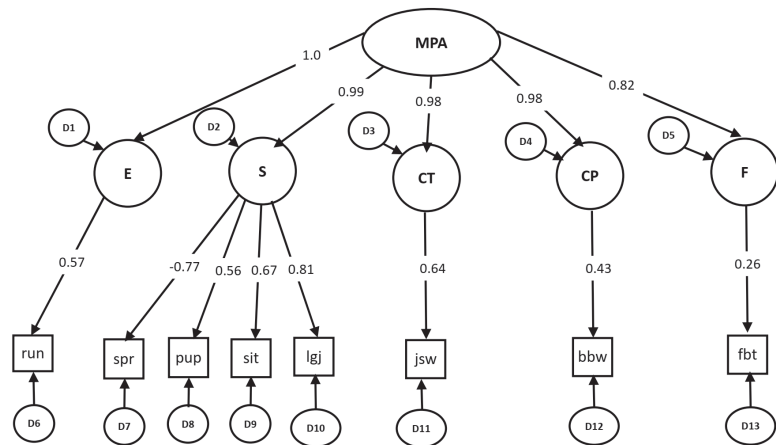 MPA
1.0
0.99
0.98
0.98
0.82
D1
D2
D3
D4
D5
E
S
CT
CP
F
0.57
-0.77
0.56
0.67
0.81
0.64
0.43
0.26
run
spr
pup
sit
lgj
jsw
bbw
fbt
D6
D7
D8
D9
D10
D11
D12
D13